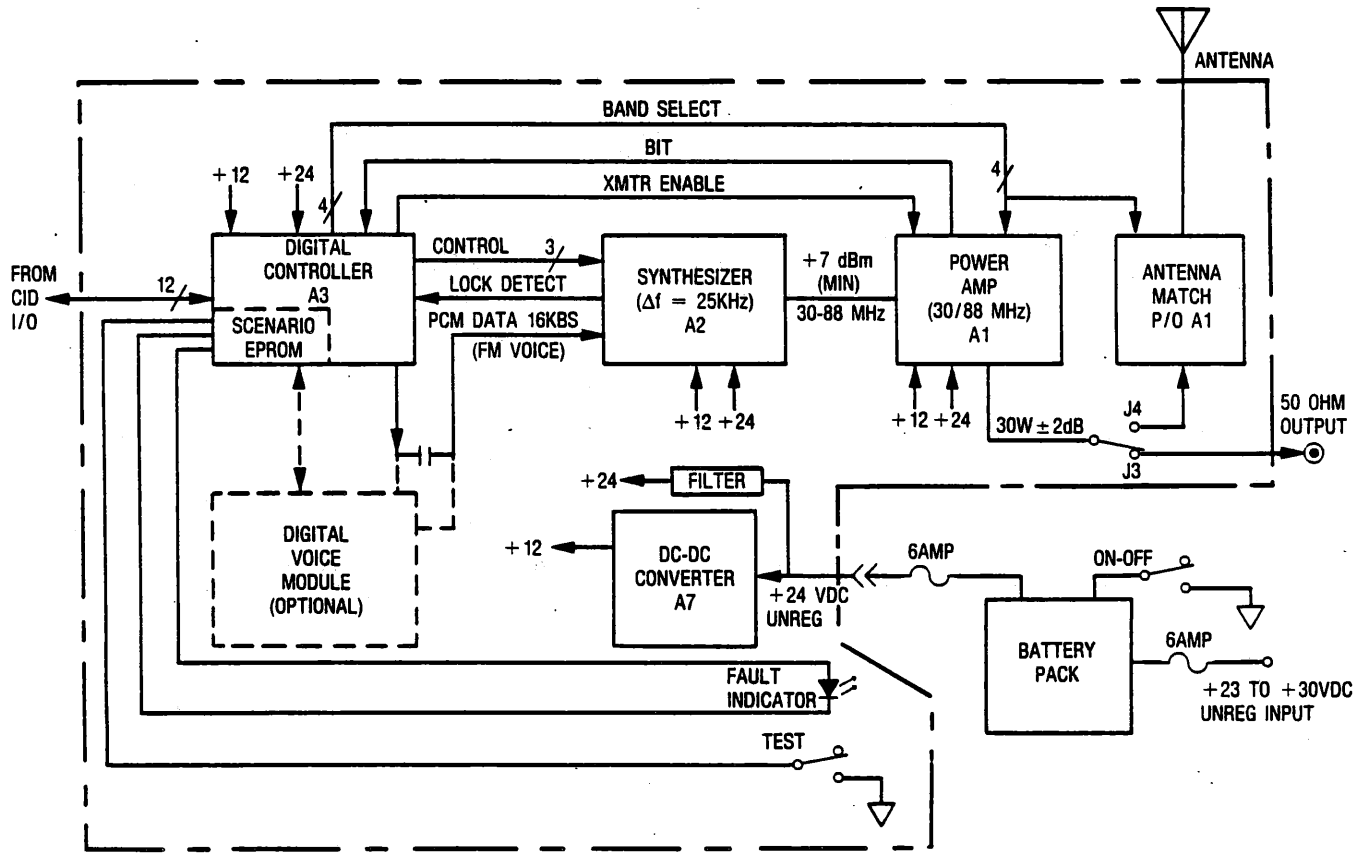 ANTENNA
BAND SELECT
BIT
XMTR ENABLE
+12
+24
4
4
FROM
CID
I/O
12
DIGITAL
CONTROLLER
A3
SCENARIO
EPROM
CONTROL
3
LOCK DETECT
PCM DATA 16KBS
(FM VOICE)
SYNTHESIZER
(Δf = 25KHz)
A2
+12
+24
+7 dBm
(MIN)
30-88 MHz
POWER
AMP
(30/88 MHz)
A1
+12
+24
ANTENNA
MATCH
P/O A1
30W ± 2dB
J4
J3
50 OHM
OUTPUT
DIGITAL
VOICE
MODULE
(OPTIONAL)
+24
FILTER
+12
DC-DC
CONVERTER
A7
+24 VDC
UNREG
6AMP
ON-OFF
BATTERY
PACK
6AMP
+23 TO +30VDC
UNREG INPUT
FAULT
INDICATOR
TEST